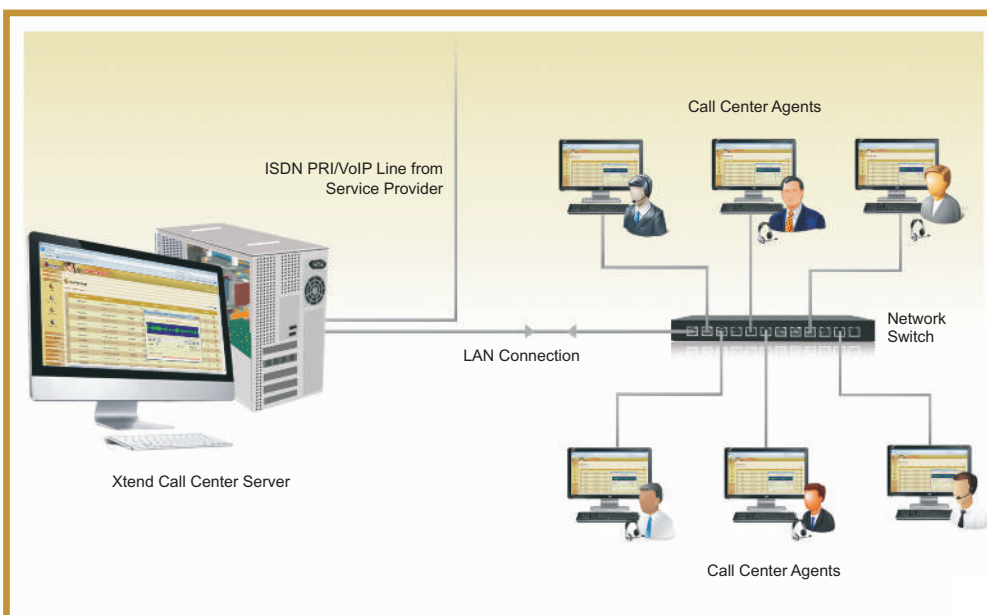 Call Center Agents
ISDN PRI/VoIP Line from
Service Provider
Network
Switch
LAN Connection
Xtend Call Center Server
Call Center Agents